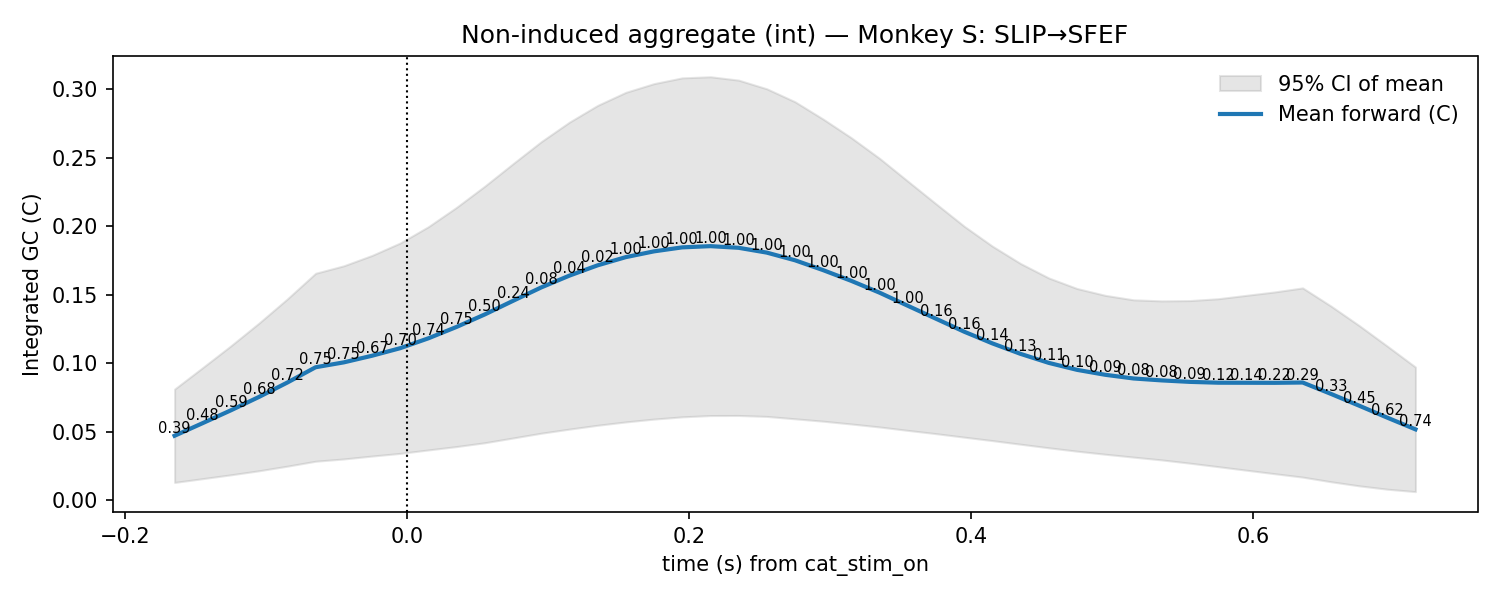 Non-induced aggregate (int) — Monkey S: SLIP→SFEF
95% CI of mean
Mean forward (C)
Integrated GC (C)
0.30
0.25
0.20
0.15
0.10
0.05
0.00
0.39 0.48 0.59 0.68 0.72 0.75 0.75 0.67 0.70 0.74 0.75 0.50 0.24 0.08 0.04 0.02 1.00 1.00 1.00 1.00 1.00 1.00 1.00 1.00 1.00 1.00 1.00 0.16 0.16 0.14 0.13 0.11 0.10 0.09 0.08 0.08 0.09 0.12 0.14 0.22 0.29 0.33 0.45 0.62 0.74
−0.2 0.0 0.2 0.4 0.6
time (s) from cat_stim_on